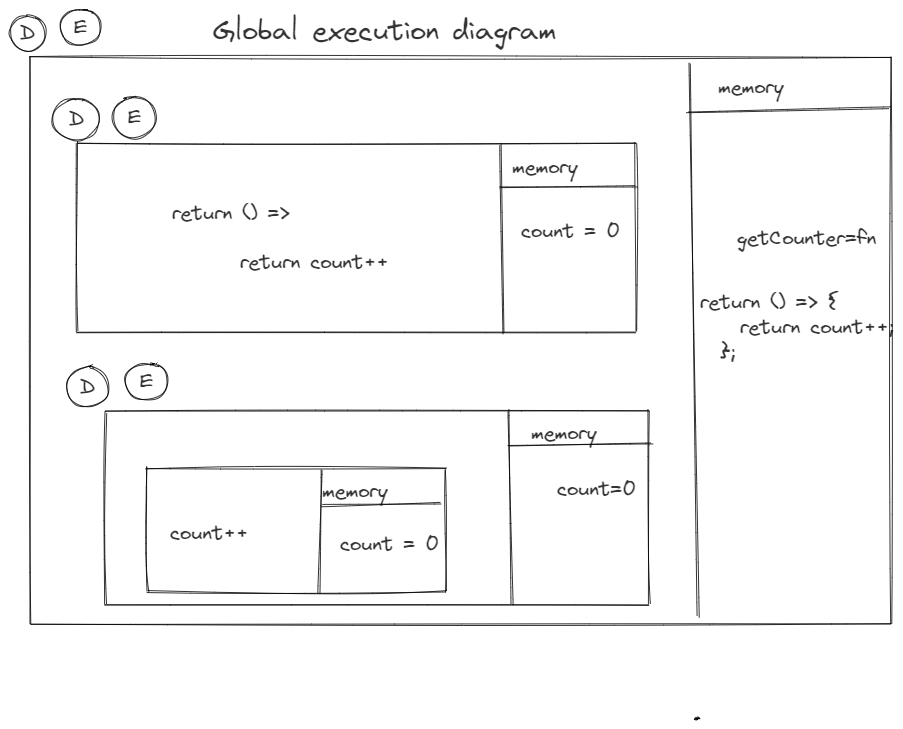 D E Global execution diagram
memory
D E
memory
return () =>
count = 0
getCounter=fn
return count++
return () => {
return count++;
};
D E
memory
count=0
memory
count++
count = 0